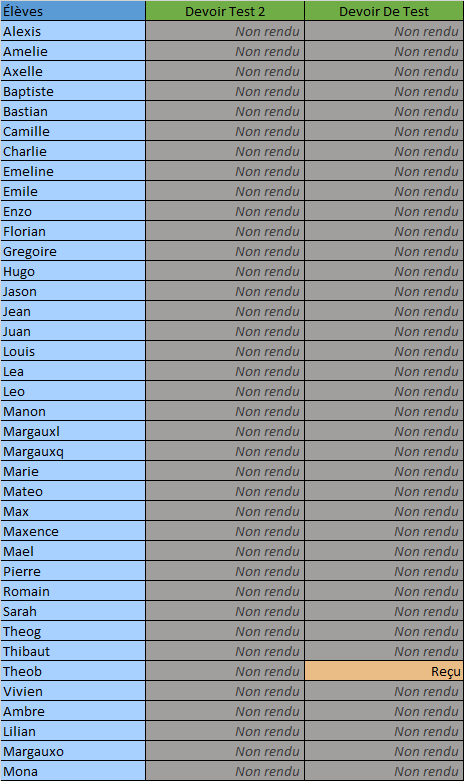 Élèves Devoir Test 2 Devoir De Test
Alexis Non rendu Non rendu
Amelie Non rendu Non rendu
Axelle Non rendu Non rendu
Baptiste Non rendu Non rendu
Bastian Non rendu Non rendu
Camille Non rendu Non rendu
Charlie Non rendu Non rendu
Emeline Non rendu Non rendu
Emile Non rendu Non rendu
Enzo Non rendu Non rendu
Florian Non rendu Non rendu
Gregoire Non rendu Non rendu
Hugo Non rendu Non rendu
Jason Non rendu Non rendu
Jean Non rendu Non rendu
Juan Non rendu Non rendu
Louis Non rendu Non rendu
Lea Non rendu Non rendu
Leo Non rendu Non rendu
Manon Non rendu Non rendu
Margauxl Non rendu Non rendu
Margauxq Non rendu Non rendu
Marie Non rendu Non rendu
Mateo Non rendu Non rendu
Max Non rendu Non rendu
Maxence Non rendu Non rendu
Mael Non rendu Non rendu
Pierre Non rendu Non rendu
Romain Non rendu Non rendu
Sarah Non rendu Non rendu
Theog Non rendu Non rendu
Thibaut Non rendu Non rendu
Theob Non rendu Reçu
Vivien Non rendu Non rendu
Ambre Non rendu Non rendu
Lilian Non rendu Non rendu
Margauxo Non rendu Non rendu
Mona Non rendu Non rendu